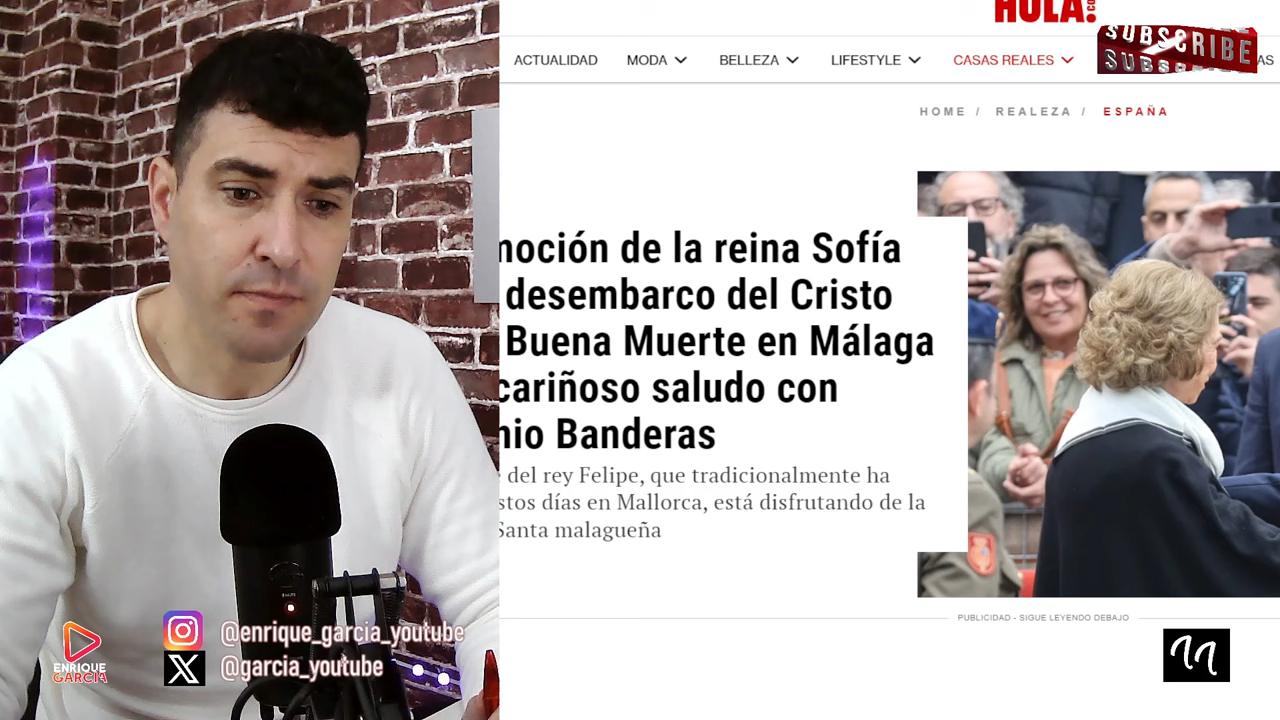 HOLA!
SUBSCRIBE
SUBSCRIBE
ACTUALIDAD MODA BELLEZA LIFESTYLE CASAS REALES
HOME / REALEZA / ESPAÑA
moción de la reina Sofía
desembarco del Cristo
Buena Muerte en Málaga
cariñoso saludo con
nio Banderas
del rey Felipe, que tradicionalmente ha
stos días en Mallorca, está disfrutando de la
Santa malagueña
PUBLICIDAD - SIGUE LEYENDO DEBAJO
@enrique_garcia_youtube
@garcia_youtube
ENRIQUE
GARCIA